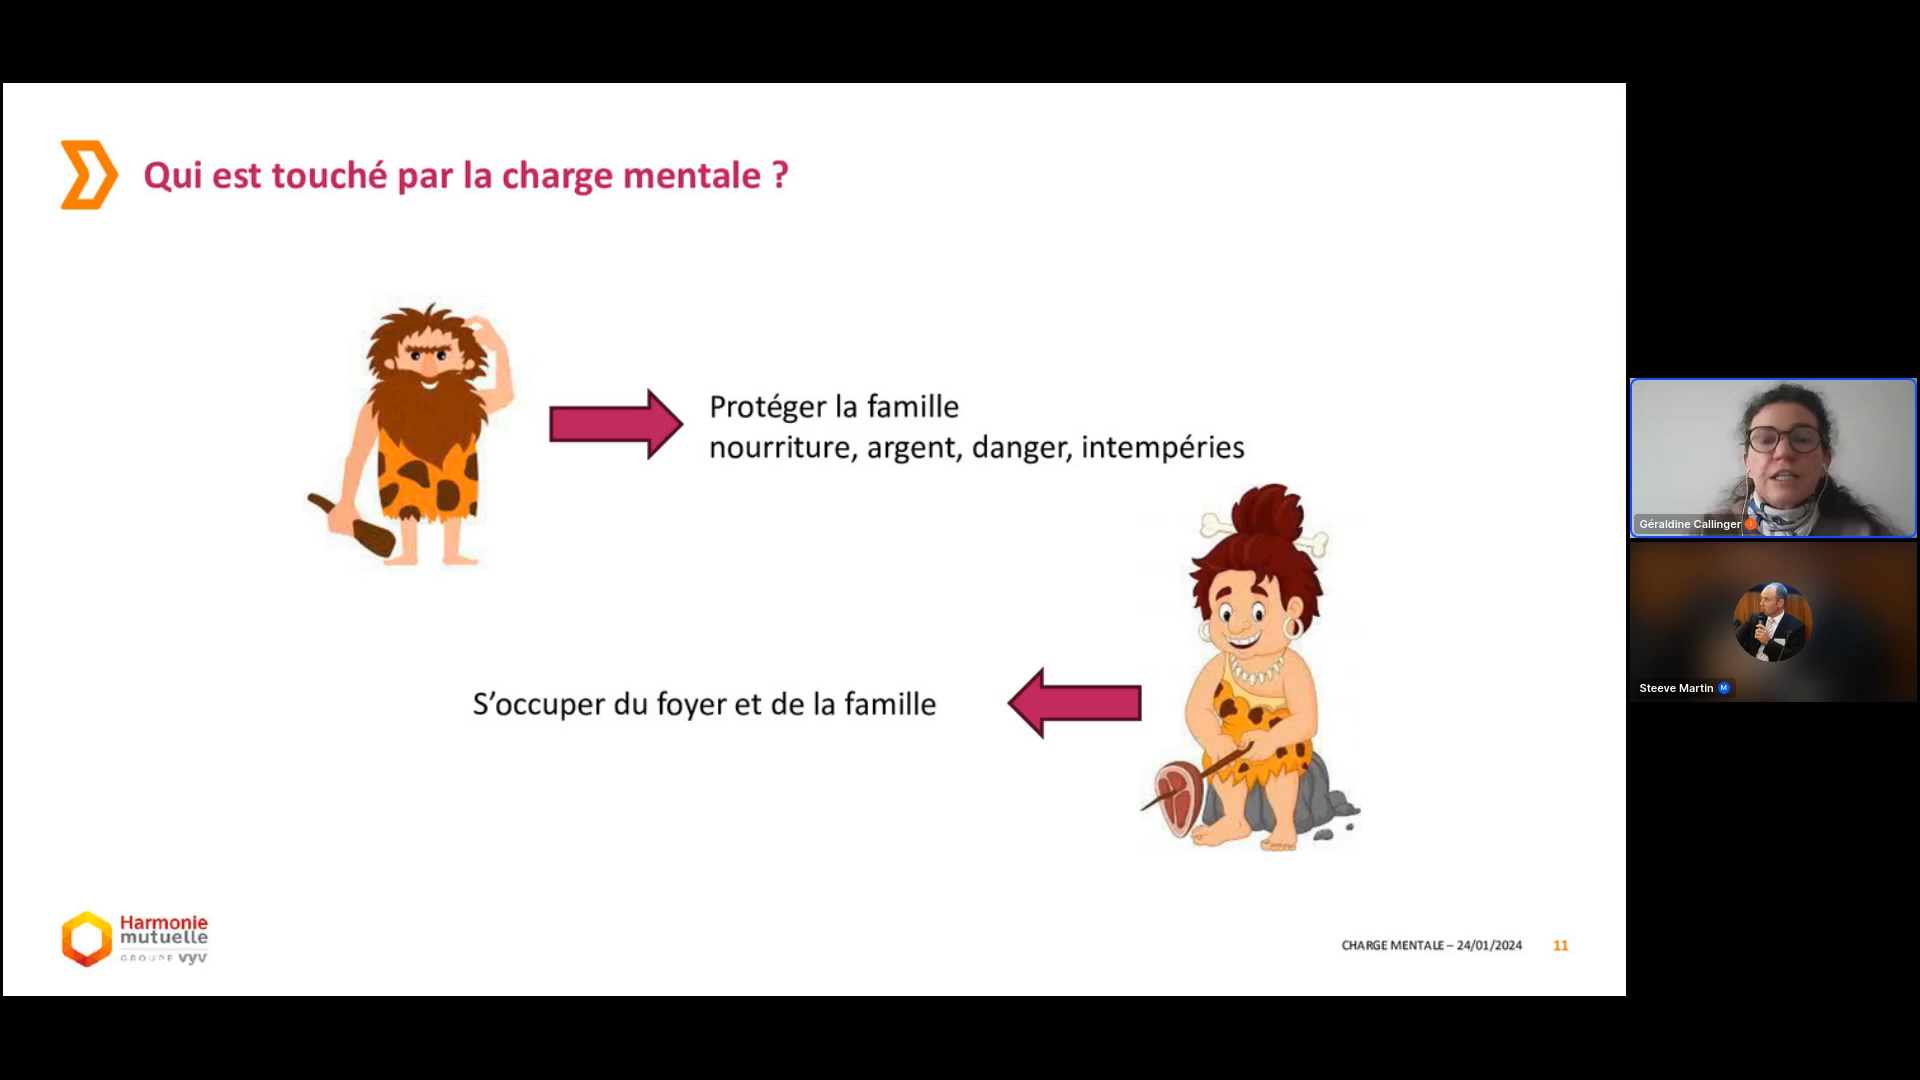 Qui est touché par la charge mentale ?
Protéger la famille
nourriture, argent, danger, intempéries
S’occuper du foyer et de la famille
Harmonie
mutuelle
GROUPE vyv
CHARGE MENTALE – 24/01/2024 11
Géraldine Callinger I
Steeve Martin M